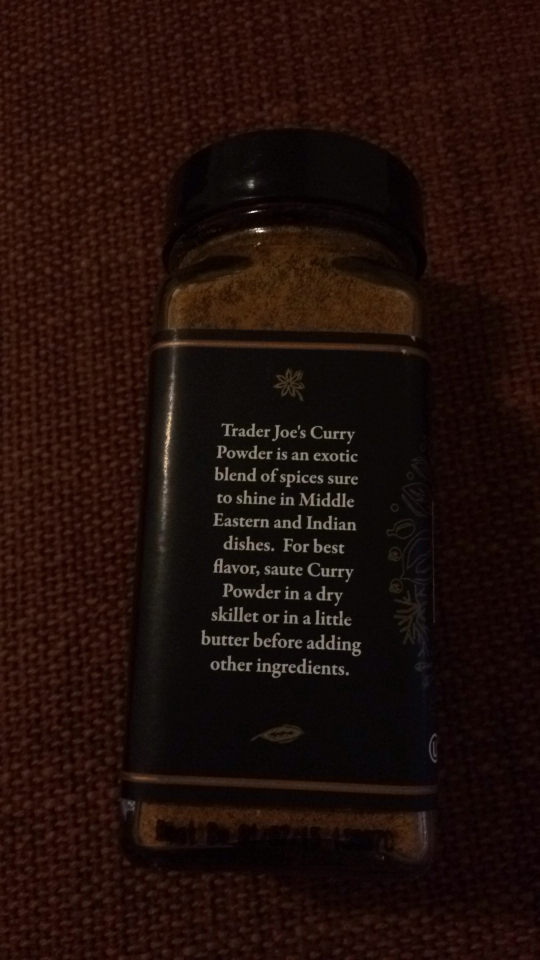 Trader Joe's Curry
Powder is an exotic
blend of spices sure
to shine in Middle
Eastern and Indian
dishes. For best
flavor, saute Curry
Powder in a dry
skillet or in a little
butter before adding
other ingredients.